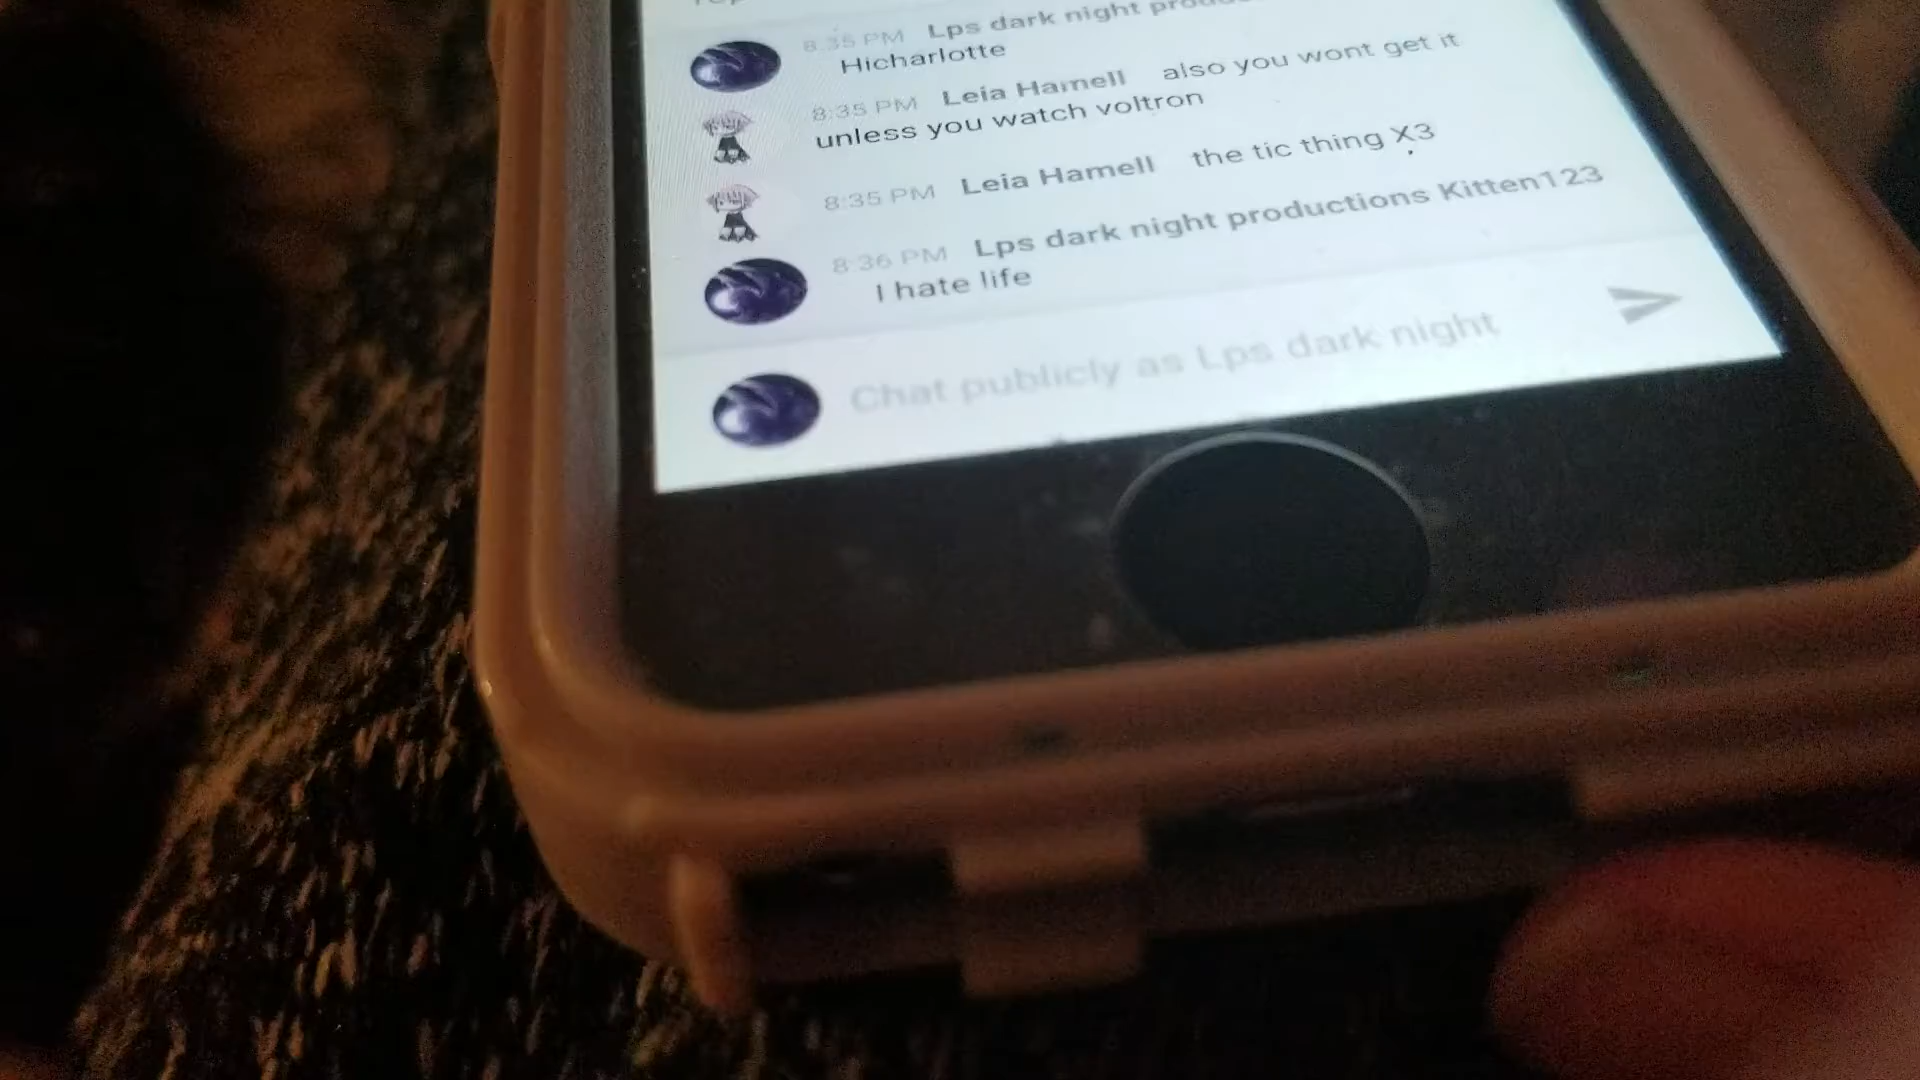 8:35 PM Lps dark night
Hicharlotte
8:35 PM Leia Hamell also you wont get it
unless you watch voltron
8:35 PM Leia Hamell the tic thing X3
8:36 PM Lps dark night productions Kitten123
I hate life
Chat publicly as Lps dark night